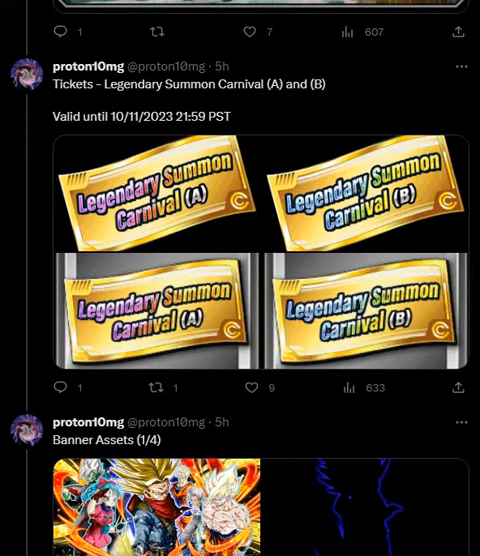 1
7
607
proton10mg @proton10mg · 5h
Tickets - Legendary Summon Carnival (A) and (B)
Valid until 10/11/2023 21:59 PST
Legendary Summon
Carnival (A)
Legendary Summon
Carnival (B)
Legendary Summon
Carnival (A)
Legendary Summon
Carnival (B)
1
1
9
633
proton10mg @proton10mg · 5h
Banner Assets (1/4)